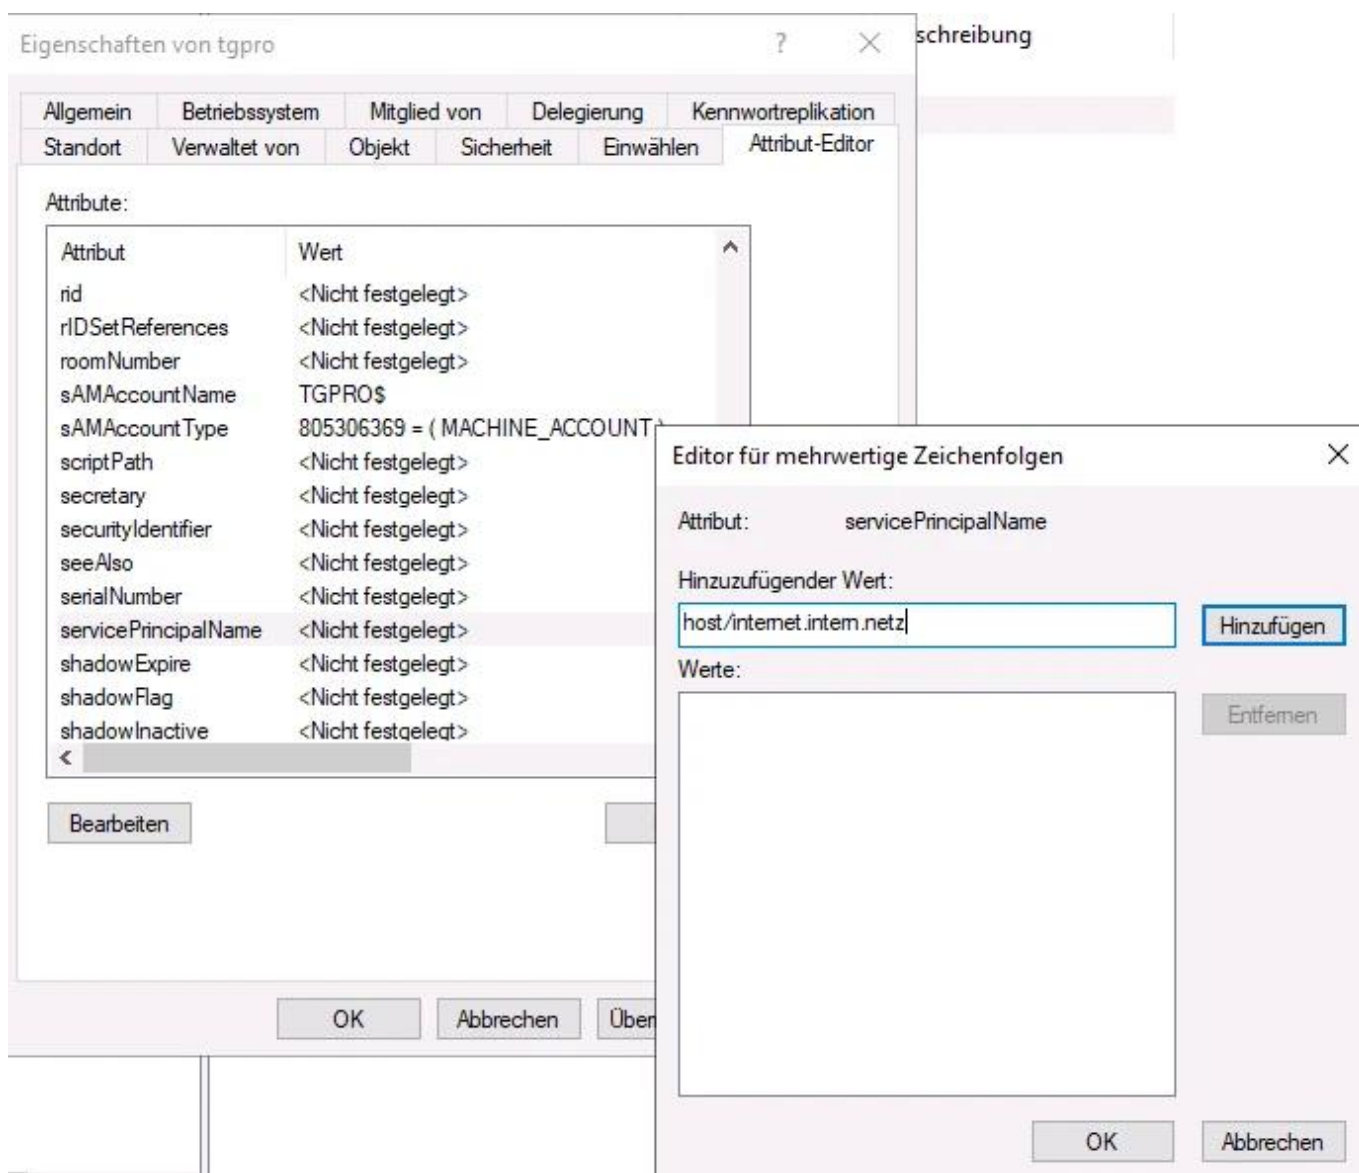 schreibung
Eigenschaften von tgpro ? ×
Allgemein Betriebssystem Mitglied von Delegierung Kennwortreplikation
Standort Verwaltet von Objekt Sicherheit Einwählen Attribut-Editor
Attribute:
Attribut Wert
rid <Nicht festgelegt>
rIDSetReferences <Nicht festgelegt>
roomNumber <Nicht festgelegt>
sAMAccountName TGPRO$
sAMAccountType 805306369 = ( MACHINE_ACCOUNT )
scriptPath <Nicht festgelegt>
secretary <Nicht festgelegt>
securityIdentifier <Nicht festgelegt>
seeAlso <Nicht festgelegt>
serialNumber <Nicht festgelegt>
servicePrincipalName <Nicht festgelegt>
shadowExpire <Nicht festgelegt>
shadowFlag <Nicht festgelegt>
shadowInactive <Nicht festgelegt>
Bearbeiten
OK Abbrechen Über
Editor für mehrwertige Zeichenfolgen ×
Attribut: servicePrincipalName
Hinzuzufügender Wert:
host/internet.intern.netz Hinzufügen
Werte:
Entfernen
OK Abbrechen